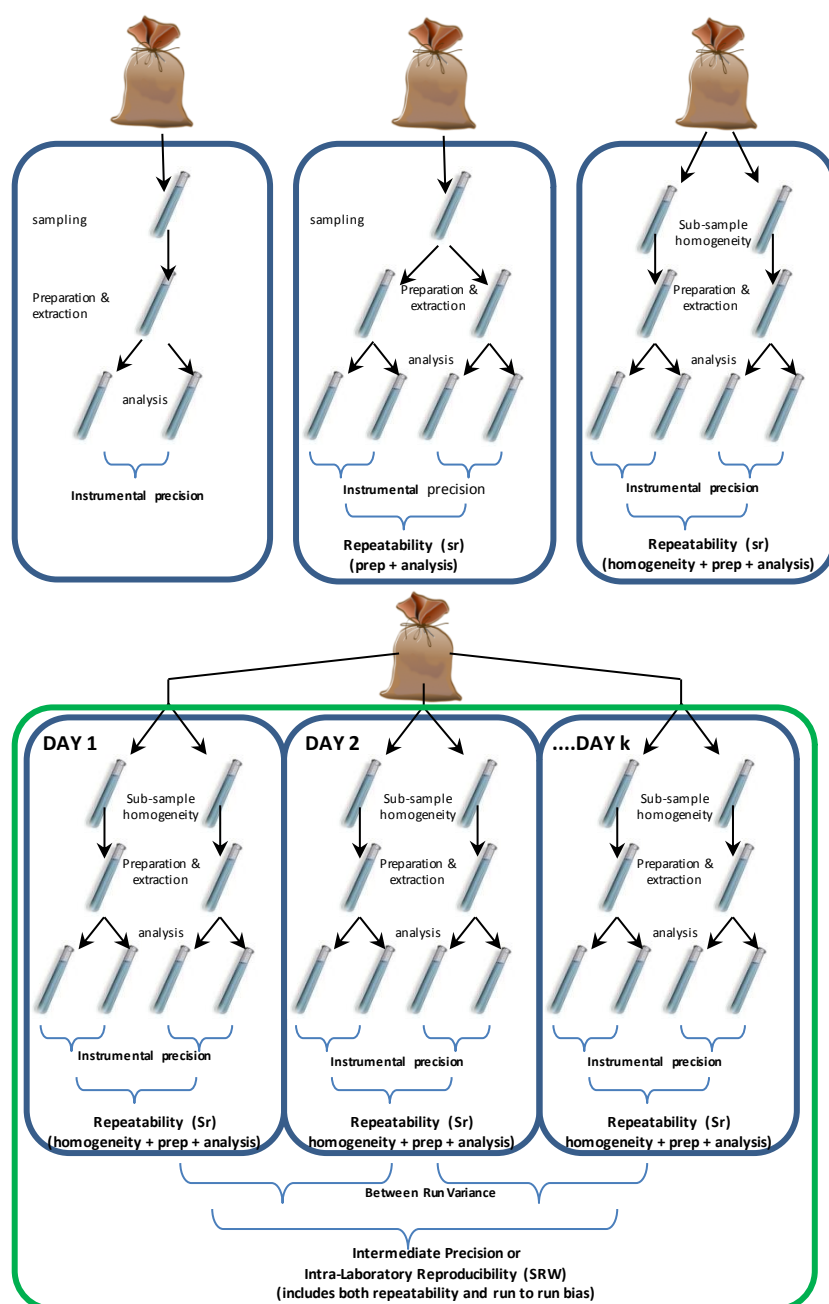 sampling
Preparation &
extraction
analysis
Instrumental precision
sampling
Preparation &
extraction
analysis
Instrumental precision
Repeatability (sr)
(prep + analysis)
Sub-sample
homogeneity
Preparation &
extraction
analysis
Instrumental precision
Repeatability (sr)
(homogeneity + prep + analysis)
DAY 1
Sub-sample
homogeneity
Preparation &
extraction
analysis
Instrumental precision
Repeatability (Sr)
(homogeneity + prep + analysis)
DAY 2
Sub-sample
homogeneity
Preparation &
extraction
analysis
Instrumental precision
Repeatability (Sr)
homogeneity + prep + analysis)
....DAY k
Sub-sample
homogeneity
Preparation &
extraction
analysis
Instrumental precision
Repeatability (Sr)
homogeneity + prep + analysis)
Between Run Variance
Intermediate Precision or
Intra-Laboratory Reproducibility (SRW)
(includes both repeatability and run to run bias)